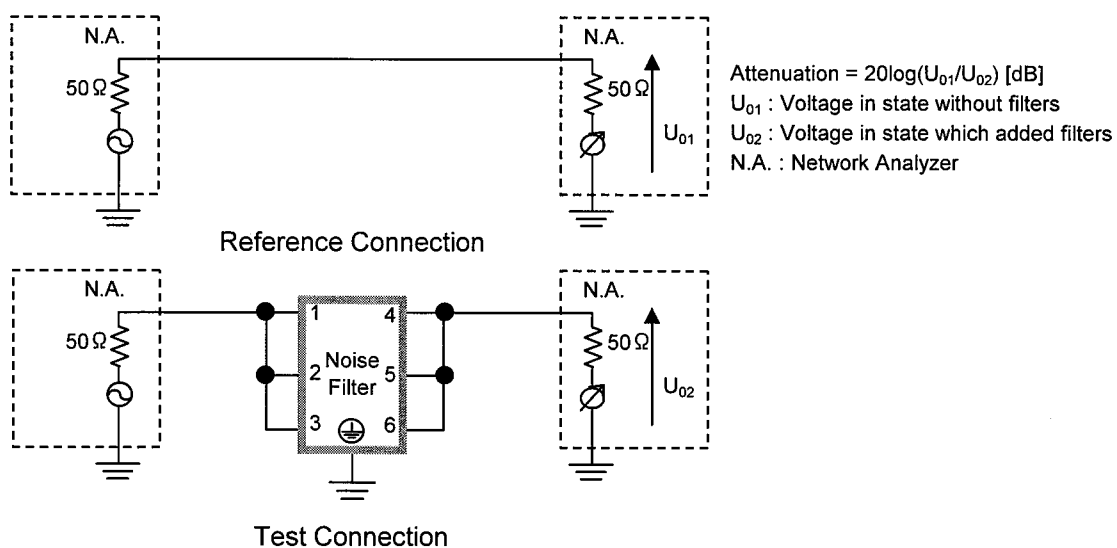 N.A.
N.A.
50Ω
50Ω
U01
Attenuation = 20log(U01/U02) [dB]
U01 : Voltage in state without filters
U02 : Voltage in state which added filters
N.A. : Network Analyzer
Reference Connection
N.A.
N.A.
50Ω
1
4
50Ω
2
Noise
Filter
5
U02
3
6
Test Connection